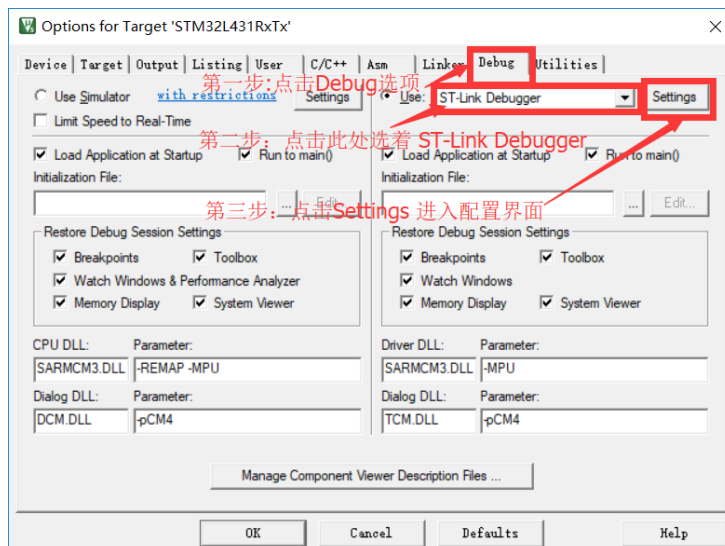 Options for Target 'STM32L431RxTx'
Device Target Output Listing User C/C++ Asm Linker Debug Utilities
第一步:点击Debug选项
Use Simulator with restrictions Settings Use: ST-Link Debugger Settings
Limit Speed to Real-Time
第二步：点击此处选着 ST-Link Debugger
Load Application at Startup Run to main() Load Application at Startup Run to main()
Initialization File: Initialization File:
... Edit... ... Edit...
第三步：点击Settings 进入配置界面
Restore Debug Session Settings Restore Debug Session Settings
Breakpoints Toolbox Breakpoints Toolbox
Watch Windows & Performance Analyzer Watch Windows
Memory Display System Viewer Memory Display System Viewer
CPU DLL: Parameter: Driver DLL: Parameter:
SARMCM3.DLL -REMAP -MPU SARMCM3.DLL -MPU
Dialog DLL: Parameter: Dialog DLL: Parameter:
DCM.DLL -pCM4 TCM.DLL -pCM4
Manage Component Viewer Description Files ...
OK Cancel Defaults Help